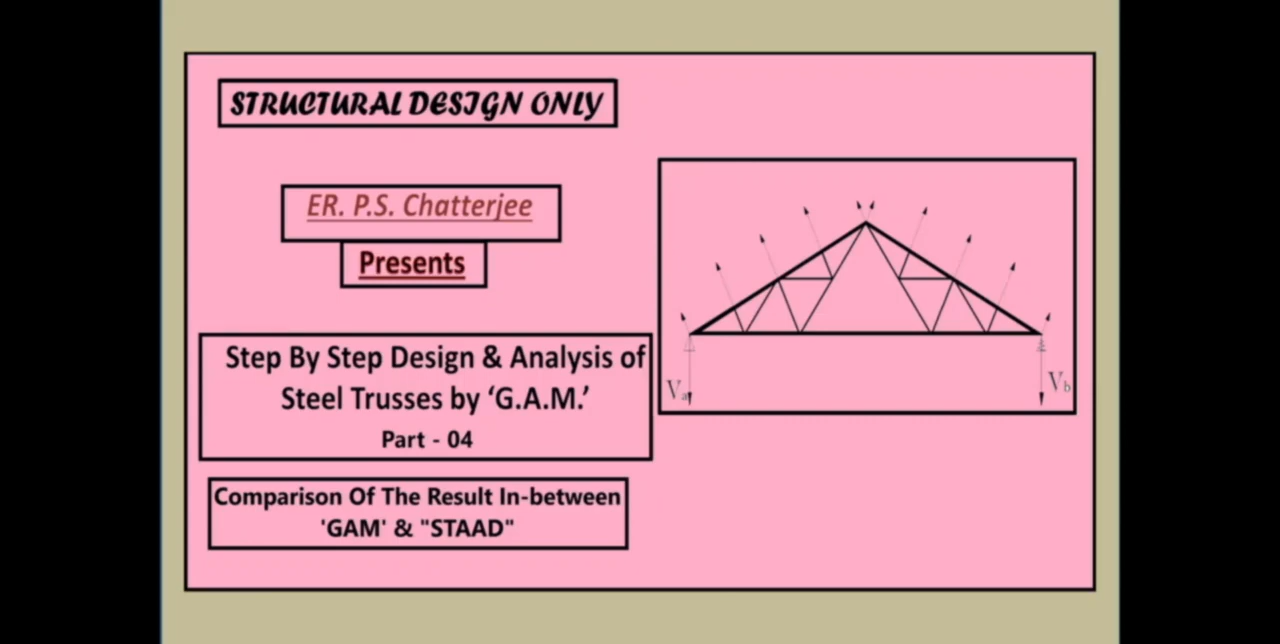 STRUCTURAL DESIGN ONLY
ER. P.S. Chatterjee
Presents
Step By Step Design & Analysis of
Steel Trusses by ‘G.A.M.’
Part - 04
Comparison Of The Result In-between
'GAM' & "STAAD"
Va
Vb